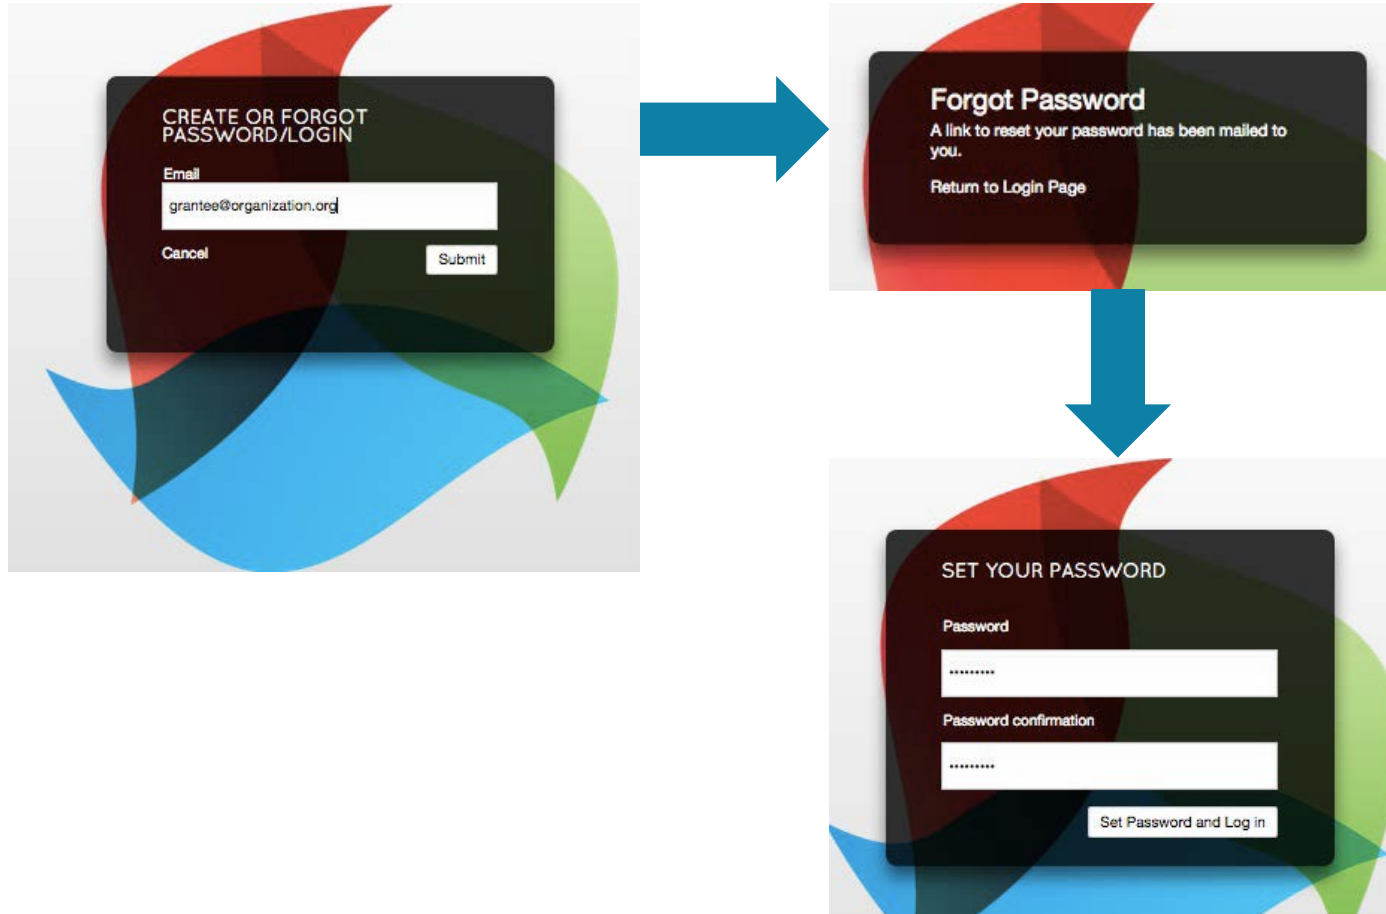 CREATE OR FORGOT
PASSWORD/LOGIN
Email
grantee@organization.org
Cancel
Submit
Forgot Password
A link to reset your password has been mailed to
you.
Return to Login Page
SET YOUR PASSWORD
Password
•••••••••
Password confirmation
•••••••••
Set Password and Log in